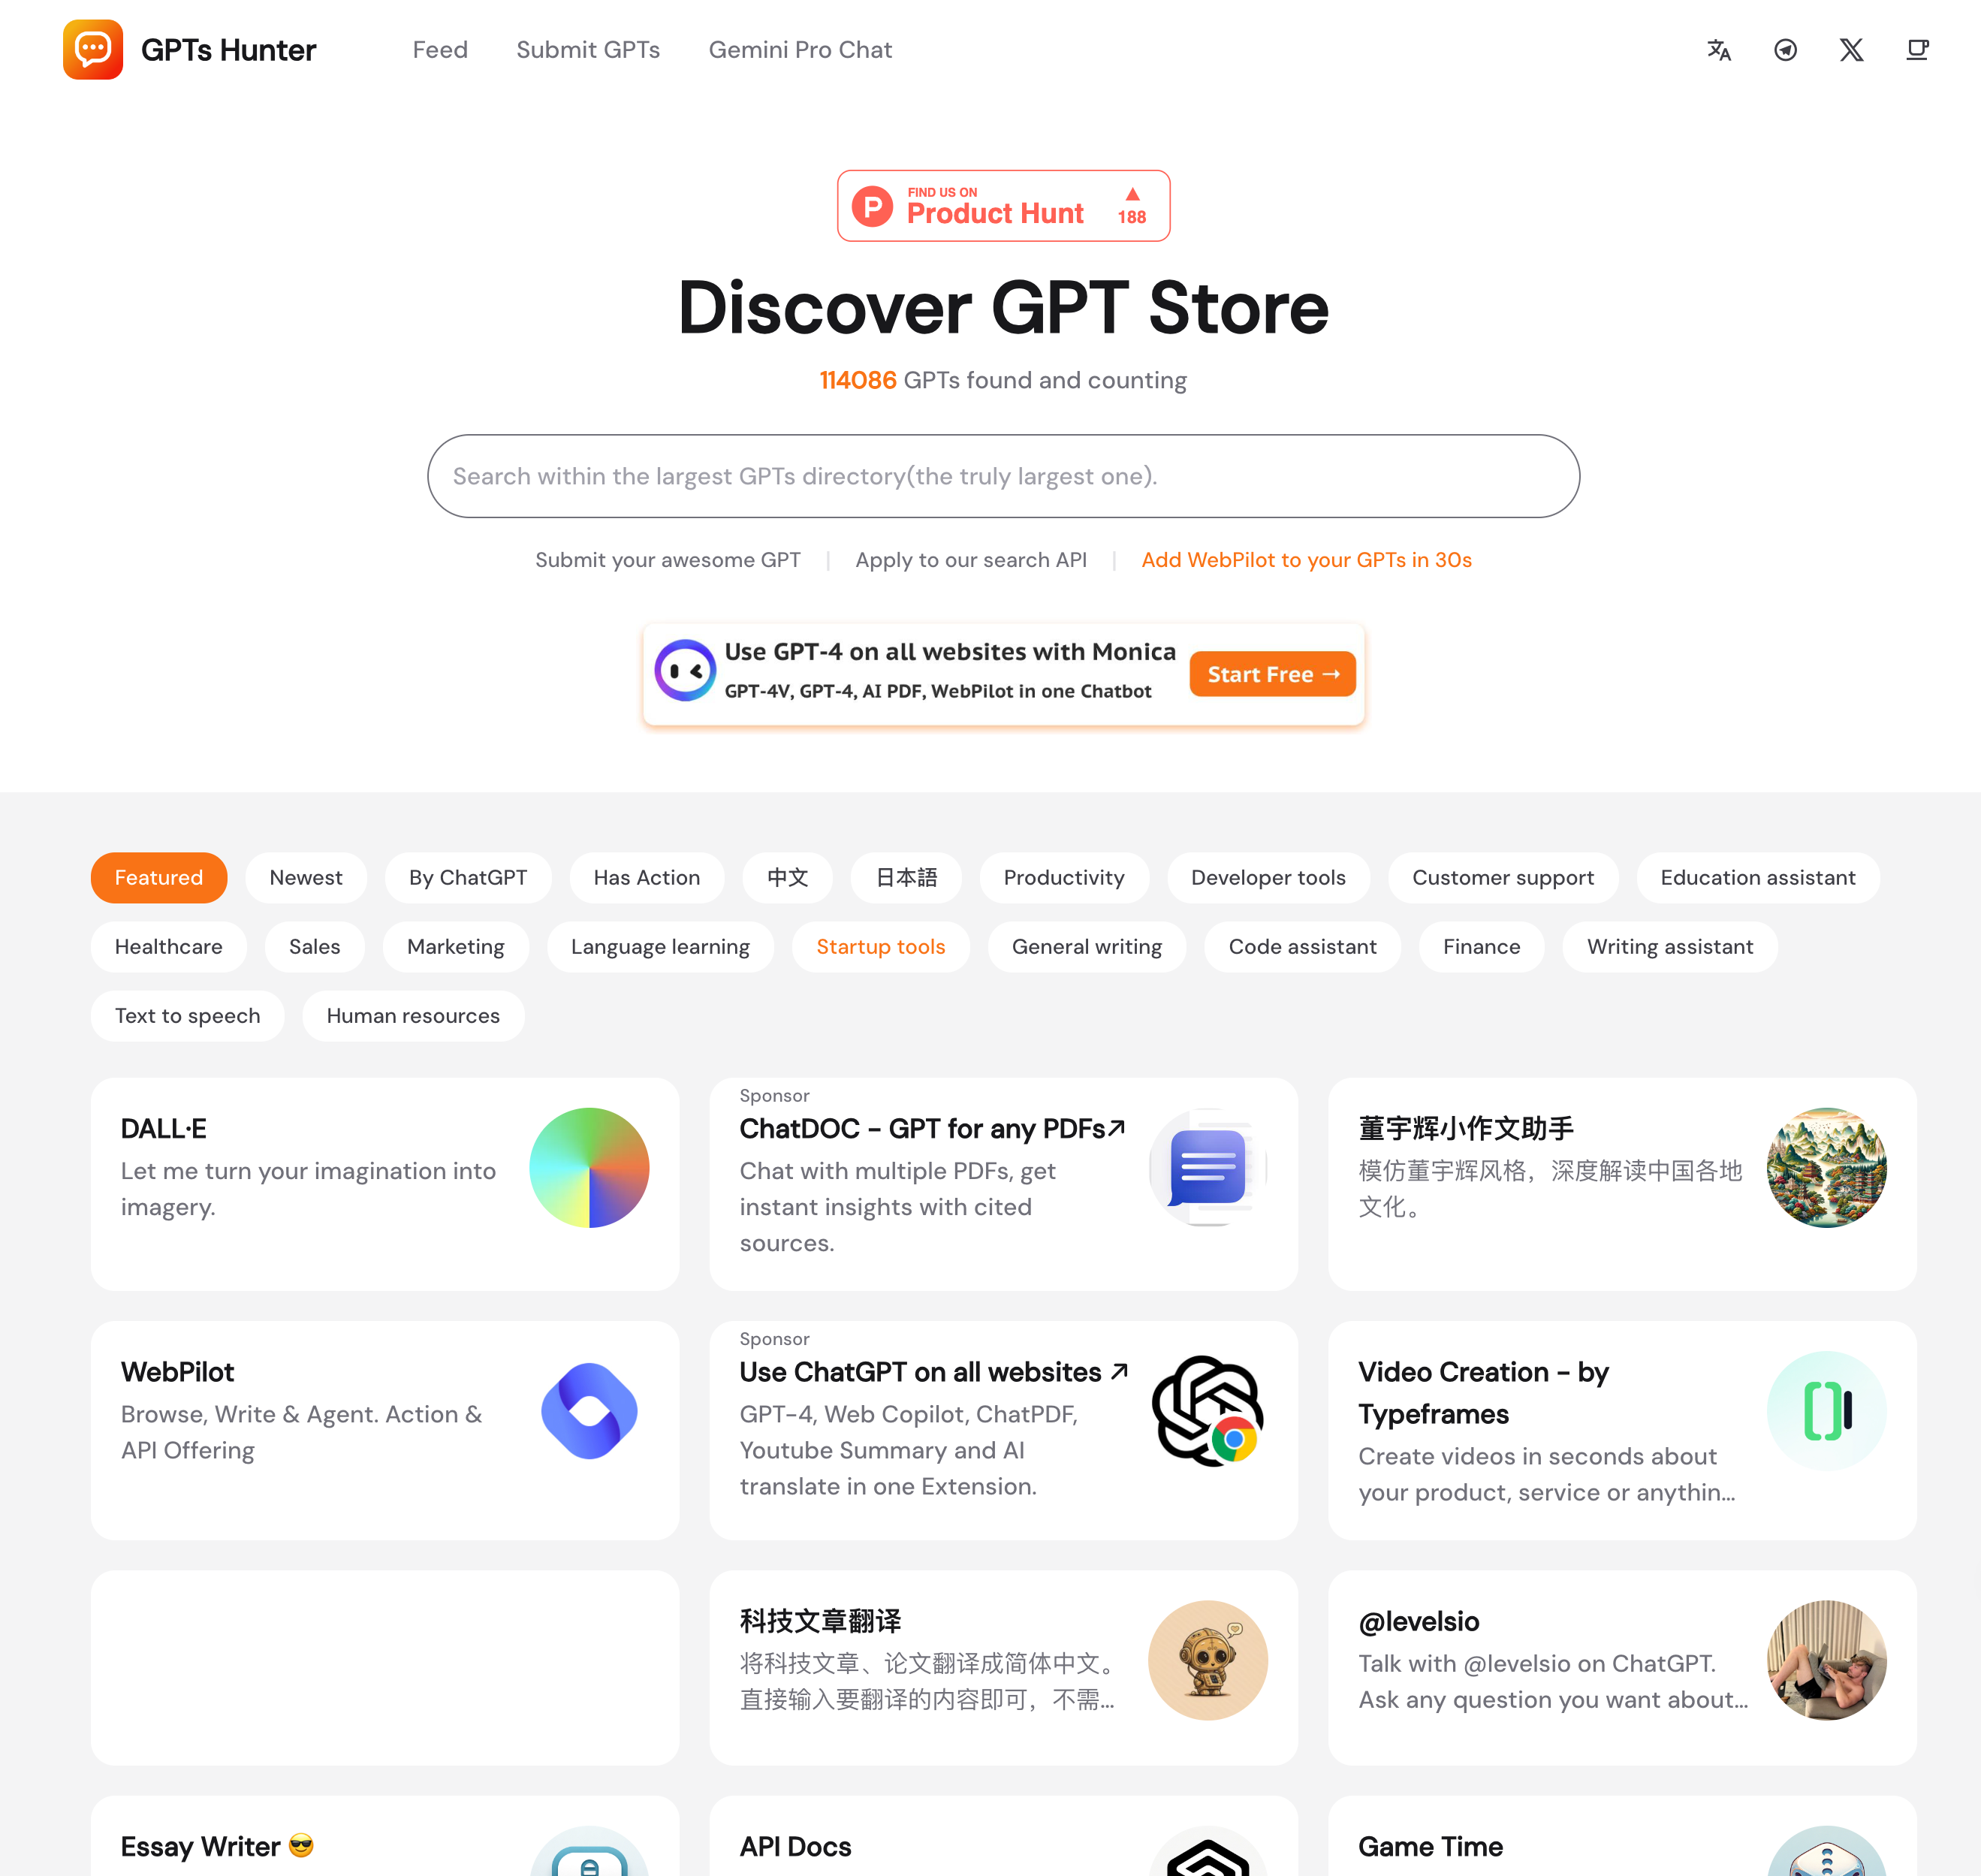 GPTs Hunter
Feed
Submit GPTs
Gemini Pro Chat
FIND US ON
Product Hunt
188
Discover GPT Store
114086 GPTs found and counting
Search within the largest GPTs directory(the truly largest one).
Submit your awesome GPT
Apply to our search API
Add WebPilot to your GPTs in 30s
Use GPT-4 on all websites with Monica
GPT-4V, GPT-4, AI PDF, WebPilot in one Chatbot
Start Free →
Featured
Newest
By ChatGPT
Has Action
中文
日本語
Productivity
Developer tools
Customer support
Education assistant
Healthcare
Sales
Marketing
Language learning
Startup tools
General writing
Code assistant
Finance
Writing assistant
Text to speech
Human resources
DALL·E
Let me turn your imagination into
imagery.
Sponsor
ChatDOC - GPT for any PDFs↗
Chat with multiple PDFs, get
instant insights with cited
sources.
董宇辉小作文助手
模仿董宇辉风格，深度解读中国各地
文化。
WebPilot
Browse, Write & Agent. Action &
API Offering
Sponsor
Use ChatGPT on all websites ↗
GPT-4, Web Copilot, ChatPDF,
Youtube Summary and AI
translate in one Extension.
Video Creation - by
Typeframes
Create videos in seconds about
your product, service or anythin...
科技文章翻译
将科技文章、论文翻译成简体中文。
直接输入要翻译的内容即可，不需...
@levelsio
Talk with @levelsio on ChatGPT.
Ask any question you want about...
Essay Writer 😎
API Docs
Game Time